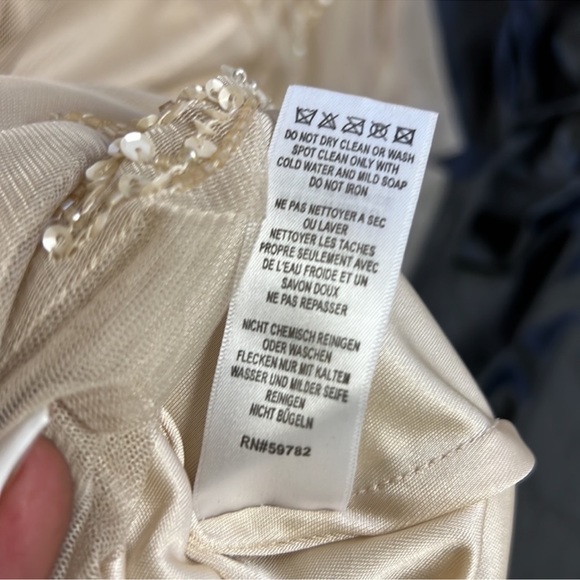 DO NOT DRY CLEAN OR WASH
SPOT CLEAN ONLY WITH
COLD WATER AND MILD SOAP
DO NOT IRON
NE PAS NETTOYER A SEC
OU LAVER
NETTOYER LES TACHES
PROPRE SEULEMENT AVEC
DE L'EAU FROIDE ET UN
SAVON DOUX
NE PAS REPASSER
NICHT CHEMISCH REINIGEN
ODER WASCHEN
FLECKEN NUR MIT KALTEM
WASSER UND MILDER SEIFE
REINIGEN
NICHT BÜGELN
RN#59782